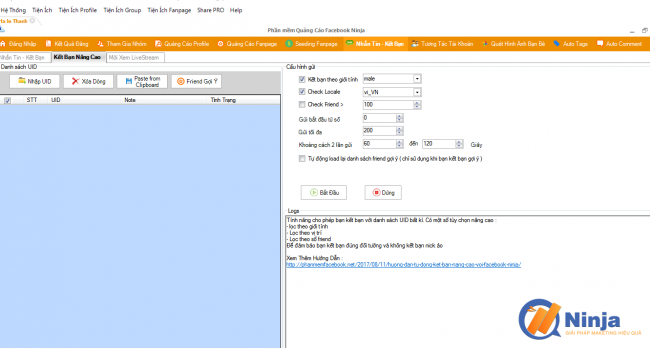 Hệ Thống Tiện Ích Tiện Ích Profile Tiện Ích Group Tiện Ích Fanpage Share PRO Help
Phần mềm Quảng Cáo Facebook Ninja
Đăng Nhập Kết Quả Đăng Tham Gia Nhóm Quảng Cáo Profile Quảng Cáo Fanpage Seeding Fanpage Nhắn Tin - Kết Bạn Tương Tác Tài Khoản Quét Hình Ảnh Bạn Bè Auto Tags Auto Comment
Nhắn Tin - Kết Bạn Kết Bạn Nâng Cao Mời Xem LiveStream
Danh sách UID
Nhập UID Xóa Dòng Paste from Clipboard Friend Gợi Ý
STT UID Note Tình Trạng
Cấu hình gửi
Kết bạn theo giới tính male
Check Locale vi_VN
Check Friend > 100
Gửi bắt đầu từ số 0
Gửi tối đa 200
Khoảng cách 2 lần gửi 60 đến 120 Giây
Tự động load lại danh sách friend gợi ý ( chỉ sử dụng khi bạn kết bạn gợi ý )
Bắt Đầu Dừng
Logs
Tính năng cho phép bạn kết bạn với danh sách UID bất kì. Có một số tùy chọn nâng cao :
- lọc theo giới tính
- Lọc theo vị trí
- Lọc theo số friend
Để đảm bảo bạn kết bạn đúng đối tượng và không kết bạn nick ảo
Xem Thêm Hướng Dẫn :
http://phanmemfacebook.net/2017/08/11/huong-dan-tu-dong-ket-ban-nang-cao-voi-facebook-ninja/
Ninja
GIẢI PHÁP MARKETING HIỆU QUẢ